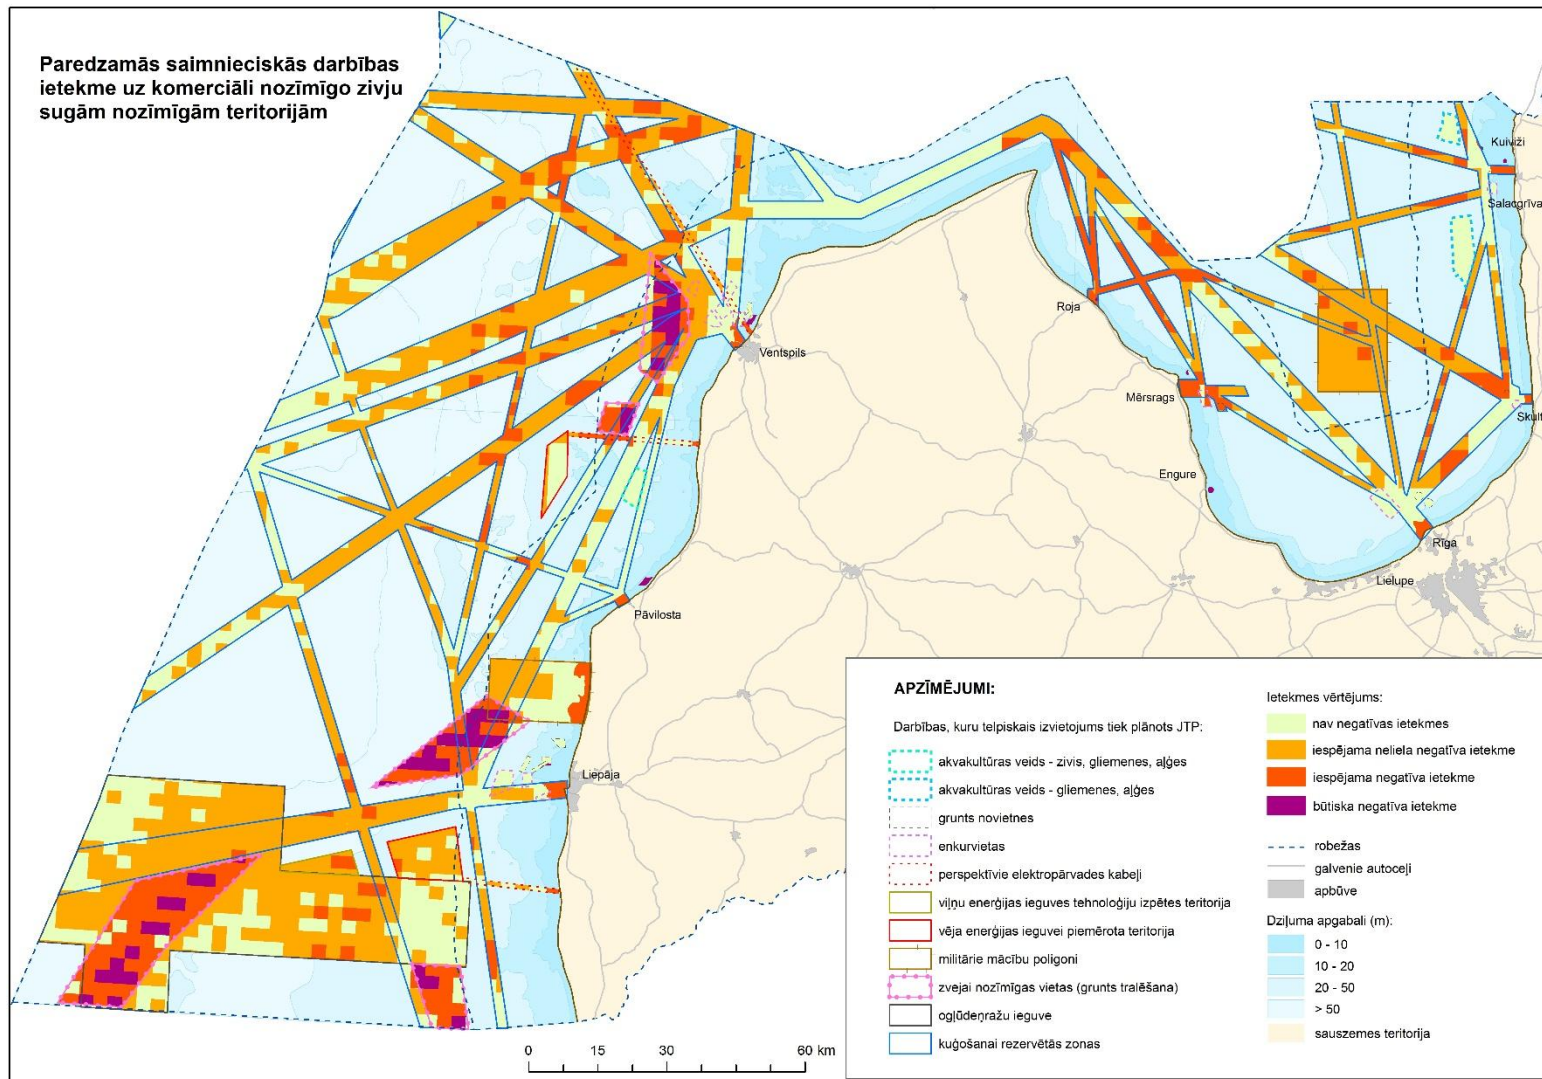 Paredzamās saimnieciskās darbības
ietekme uz komerciāli nozīmīgo zivju
sugām nozīmīgām teritorijām
Kuiviži
Salacgrīva
Roja
Ventspils
Mērsrags
Skult
Engure
Rīga
Lielupe
Pāvilosta
Liepāja
APZĪMĒJUMI:
Darbības, kuru telpiskais izvietojums tiek plānots JTP:
akvakultūras veids - zivis, gliemenes, aļģes
akvakultūras veids - gliemenes, aļģes
grunts novietnes
enkurvietas
perspektīvie elektropārvades kabeļi
viļņu enerģijas ieguves tehnoloģiju izpētes teritorija
vēja enerģijas ieguvei piemērota teritorija
militārie mācību poligoni
zvejai nozīmīgas vietas (grunts tralēšana)
ogļūdeņražu ieguve
kuģošanai rezervētās zonas
Ietekmes vērtējums:
nav negatīvas ietekmes
iespējama neliela negatīva ietekme
iespējama negatīva ietekme
būtiska negatīva ietekme
robežas
galvenie autoceļi
apbūve
Dziļuma apgabali (m):
0 - 10
10 - 20
20 - 50
> 50
sauszemes teritorija
0 15 30 60 km